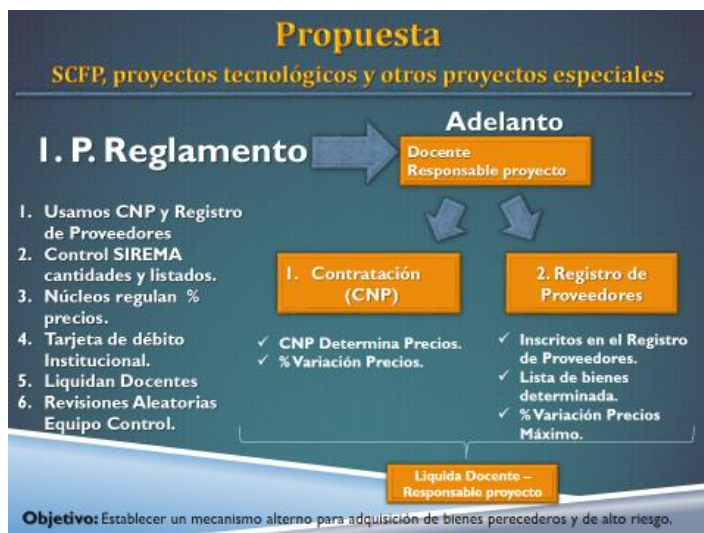 Propuesta
SCFP, proyectos tecnológicos y otros proyectos especiales
1. P. Reglamento
Adelanto
Docente
Responsable proyecto
1. Usamos CNP y Registro
de Proveedores
2. Control SIREMA
cantidades y listados.
3. Núcleos regulan %
precios.
4. Tarjeta de débito
Institucional.
5. Liquidan Docentes
6. Revisiones Aleatorias
Equipo Control.
1. Contratación
(CNP)
✓ CNP Determina Precios.
✓ % Variación Precios.
2. Registro de
Proveedores
✓ Inscritos en el Registro
de Proveedores.
✓ Lista de bienes
determinada.
✓ % Variación Precios
Máximo.
Liquida Docente –
Responsable proyecto
Objetivo: Establecer un mecanismo alterno para adquisición de bienes perecederos y de alto riesgo.